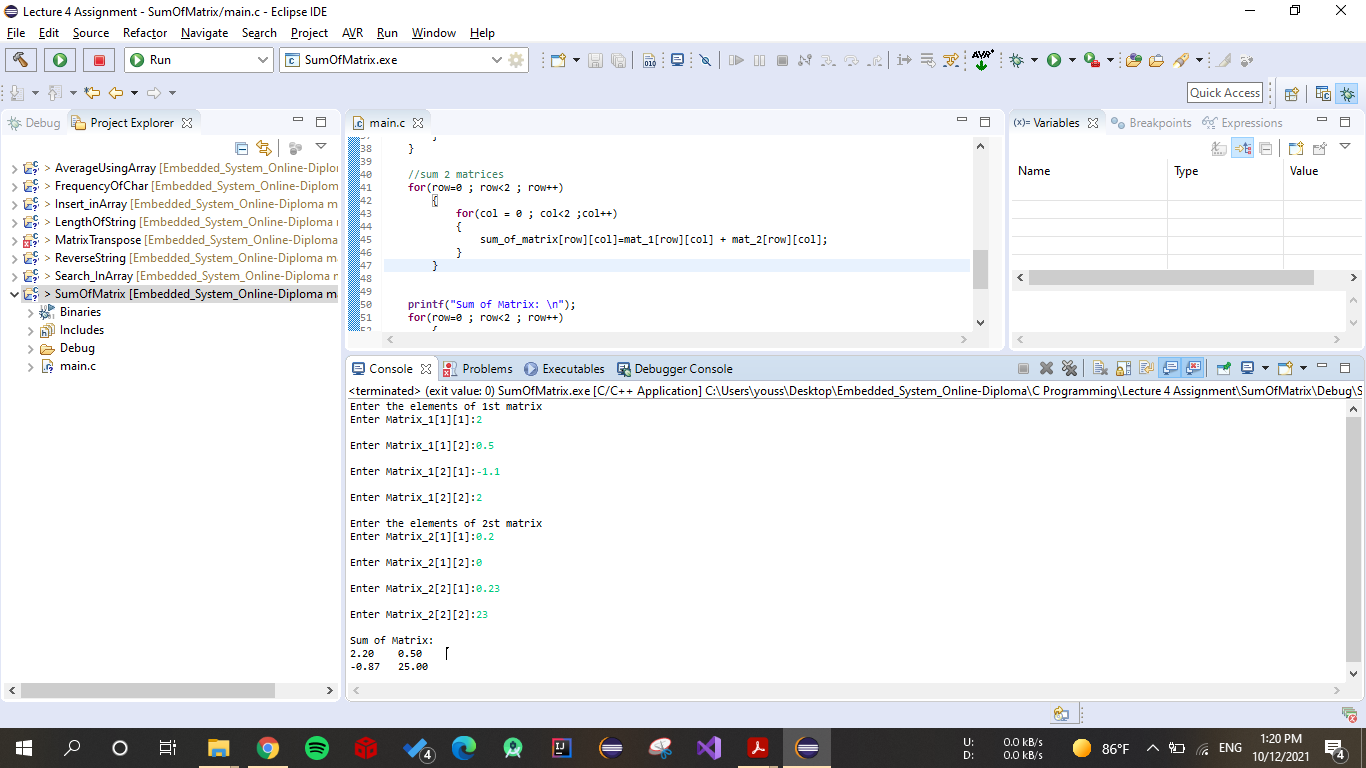 Lecture 4 Assignment - SumOfMatrix/main.c - Eclipse IDE
File Edit Source Refactor Navigate Search Project AVR Run Window Help
Run
SumOfMatrix.exe
Quick Access
Debug Project Explorer
> AverageUsingArray [Embedded_System_Online-Diplom
> FrequencyOfChar [Embedded_System_Online-Diplom
> Insert_inArray [Embedded_System_Online-Diploma m
> LengthOfString [Embedded_System_Online-Diploma
> MatrixTranspose [Embedded_System_Online-Diploma
> ReverseString [Embedded_System_Online-Diploma m
> Search_InArray [Embedded_System_Online-Diploma r
> SumOfMatrix [Embedded_System_Online-Diploma m
Binaries
Includes
Debug
main.c
main.c
37 }
38 }
39
40 //sum 2 matrices
41 for(row=0 ; row<2 ; row++)
42 {
43 for(col = 0 ; col<2 ;col++)
44 {
45 sum_of_matrix[row][col]=mat_1[row][col] + mat_2[row][col];
46 }
47 }
48
49
50 printf("Sum of Matrix: \n");
51 for(row=0 ; row<2 ; row++)
52 {
(x)= Variables Breakpoints Expressions
Name Type Value
Console Problems Executables Debugger Console
<terminated> (exit value: 0) SumOfMatrix.exe [C/C++ Application] C:\Users\youss\Desktop\Embedded_System_Online-Diploma\C Programming\Lecture 4 Assignment\SumOfMatrix\Debug\S
Enter the elements of 1st matrix
Enter Matrix_1[1][1]:2
Enter Matrix_1[1][2]:0.5
Enter Matrix_1[2][1]:-1.1
Enter Matrix_1[2][2]:2
Enter the elements of 2st matrix
Enter Matrix_2[1][1]:0.2
Enter Matrix_2[1][2]:0
Enter Matrix_2[2][1]:0.23
Enter Matrix_2[2][2]:23
Sum of Matrix:
2.20 0.50
-0.87 25.00
4
U: 0.0 kB/s
D: 0.0 kB/s
86°F
ENG
1:20 PM
10/12/2021
4